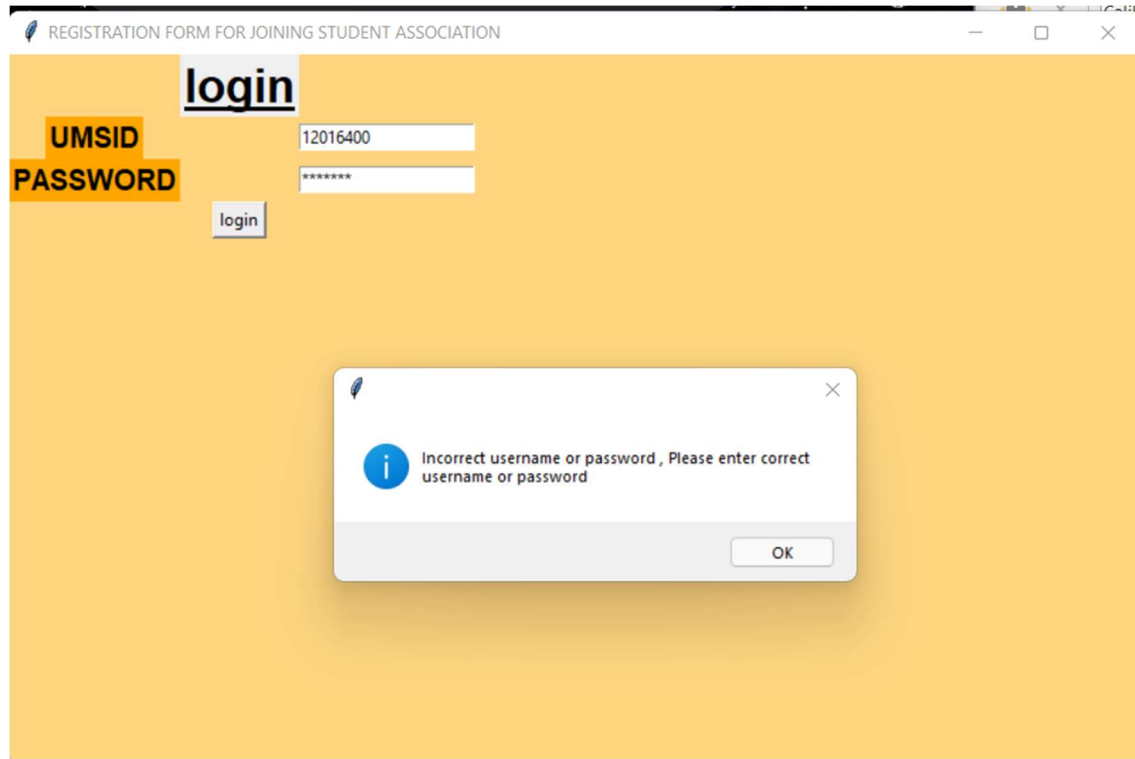 REGISTRATION FORM FOR JOINING STUDENT ASSOCIATION
login
UMSID
12016400
PASSWORD
*******
login
Incorrect username or password , Please enter correct
username or password
OK